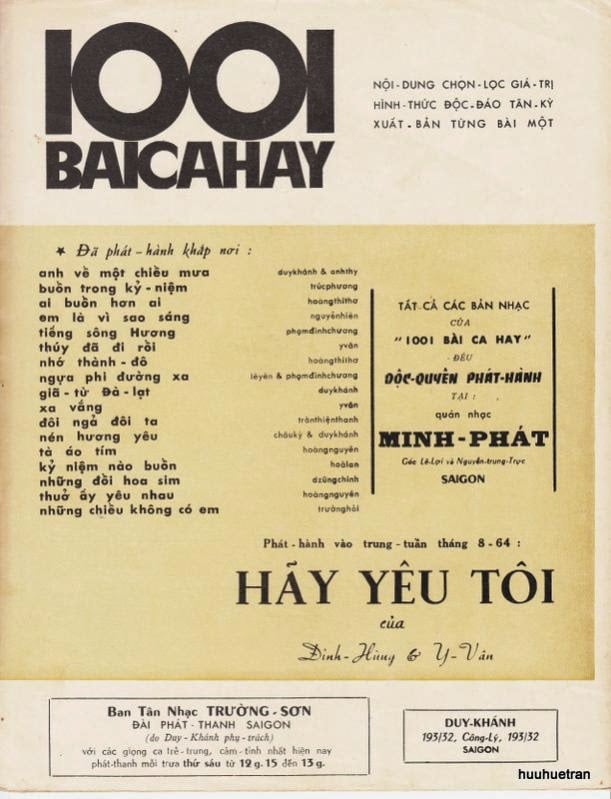 1001
BAICAHAY
NỘI-DUNG CHỌN-LỌC GIÁ-TRỊ
HÌNH-THỨC ĐỘC-ĐÁO TÂN-KỲ
XUẤT-BẢN TỪNG BÀI MỘT
★ Đã phát-hành khắp nơi :
anh về một chiều mưa duykhánh & anhthy
buồn trong kỷ-niệm trúcphương
ai buồn hơn ai hoàngthithơ
em là vì sao sáng nguyễnhiền
tiếng sông Hương phạmđìnhchương
thúy đã đi rồi yvân
nhớ thành-đô hoàngthithơ
ngựa phi đường xa lêyên & phạmđìnhchương
giã-từ Đà-lạt duykhánh
xa vắng yvân
đôi ngả đôi ta trầnthiệnthanh
nén hương yêu châukỳ & duykhánh
tà áo tím hoàngnguyên
kỷ niệm nào buồn hoàilan
những đồi hoa sim dzũngchinh
thuở ấy yêu nhau hoàngnguyên
những chiều không có em trườnghải
TẤT CẢ CÁC BẢN NHẠC
CỦA
"1001 BÀI CA HAY"
ĐỀU
ĐỘC-QUYỀN PHÁT-HÀNH
TẠI :
quán nhạc
MINH-PHÁT
Góc Lê-Lợi và Nguyễn-trung-Trực
SAIGON
Phát-hành vào trung-tuần tháng 8-64 :
HÃY YÊU TÔI
của
Đinh-Hùng & Y-Vân
Ban Tân Nhạc TRƯỜNG-SƠN
ĐÀI PHÁT-THANH SAIGON
(do Duy-Khánh phụ-trách)
với các giọng ca trẻ-trung, cảm-tình nhất hiện nay
phát-thanh mỗi trưa thứ sáu từ 12g.15 đến 13g.
DUY-KHÁNH
193/32, Công-Lý, 193/32
SAIGON
huuhuetran